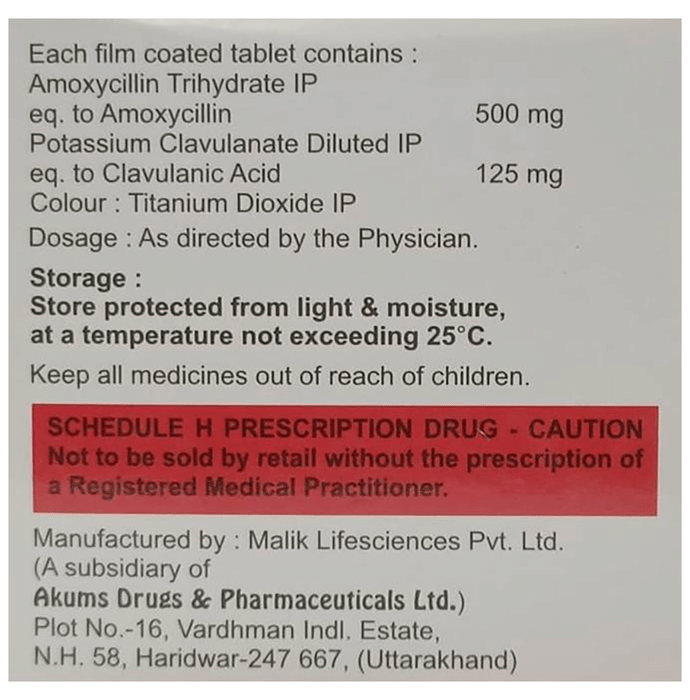 Each film coated tablet contains :
Amoxycillin Trihydrate IP
eq. to Amoxycillin 500 mg
Potassium Clavulanate Diluted IP
eq. to Clavulanic Acid 125 mg
Colour : Titanium Dioxide IP
Dosage : As directed by the Physician.
Storage :
Store protected from light & moisture,
at a temperature not exceeding 25°C.
Keep all medicines out of reach of children.
SCHEDULE H PRESCRIPTION DRUG - CAUTION
Not to be sold by retail without the prescription of
a Registered Medical Practitioner.
Manufactured by : Malik Lifesciences Pvt. Ltd.
(A subsidiary of
Akums Drugs & Pharmaceuticals Ltd.)
Plot No.-16, Vardhman Indl. Estate,
N.H. 58, Haridwar-247 667, (Uttarakhand)